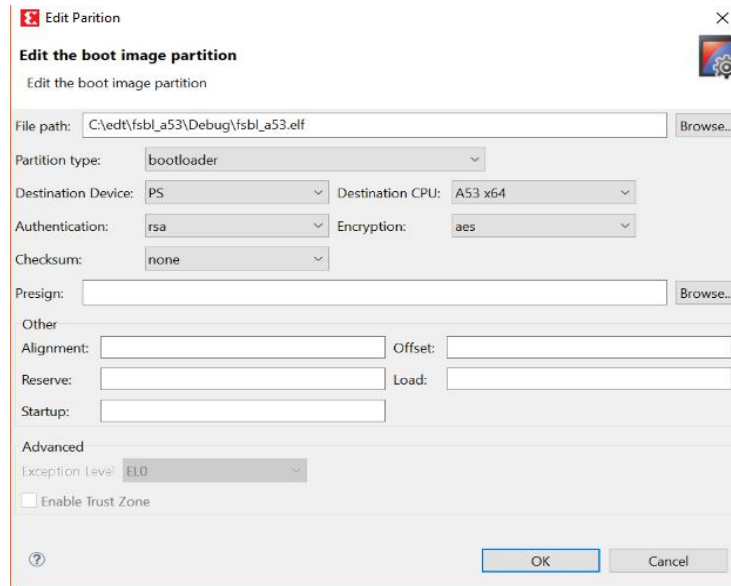 Edit Parition
Edit the boot image partition
Edit the boot image partition
File path: C:\edt\fsbl_a53\Debug\fsbl_a53.elf Browse..
Partition type: bootloader
Destination Device: PS Destination CPU: A53 x64
Authentication: rsa Encryption: aes
Checksum: none
Presign: Browse..
Other
Alignment: Offset:
Reserve: Load:
Startup:
Advanced
Exception Level EL0
Enable Trust Zone
? OK Cancel